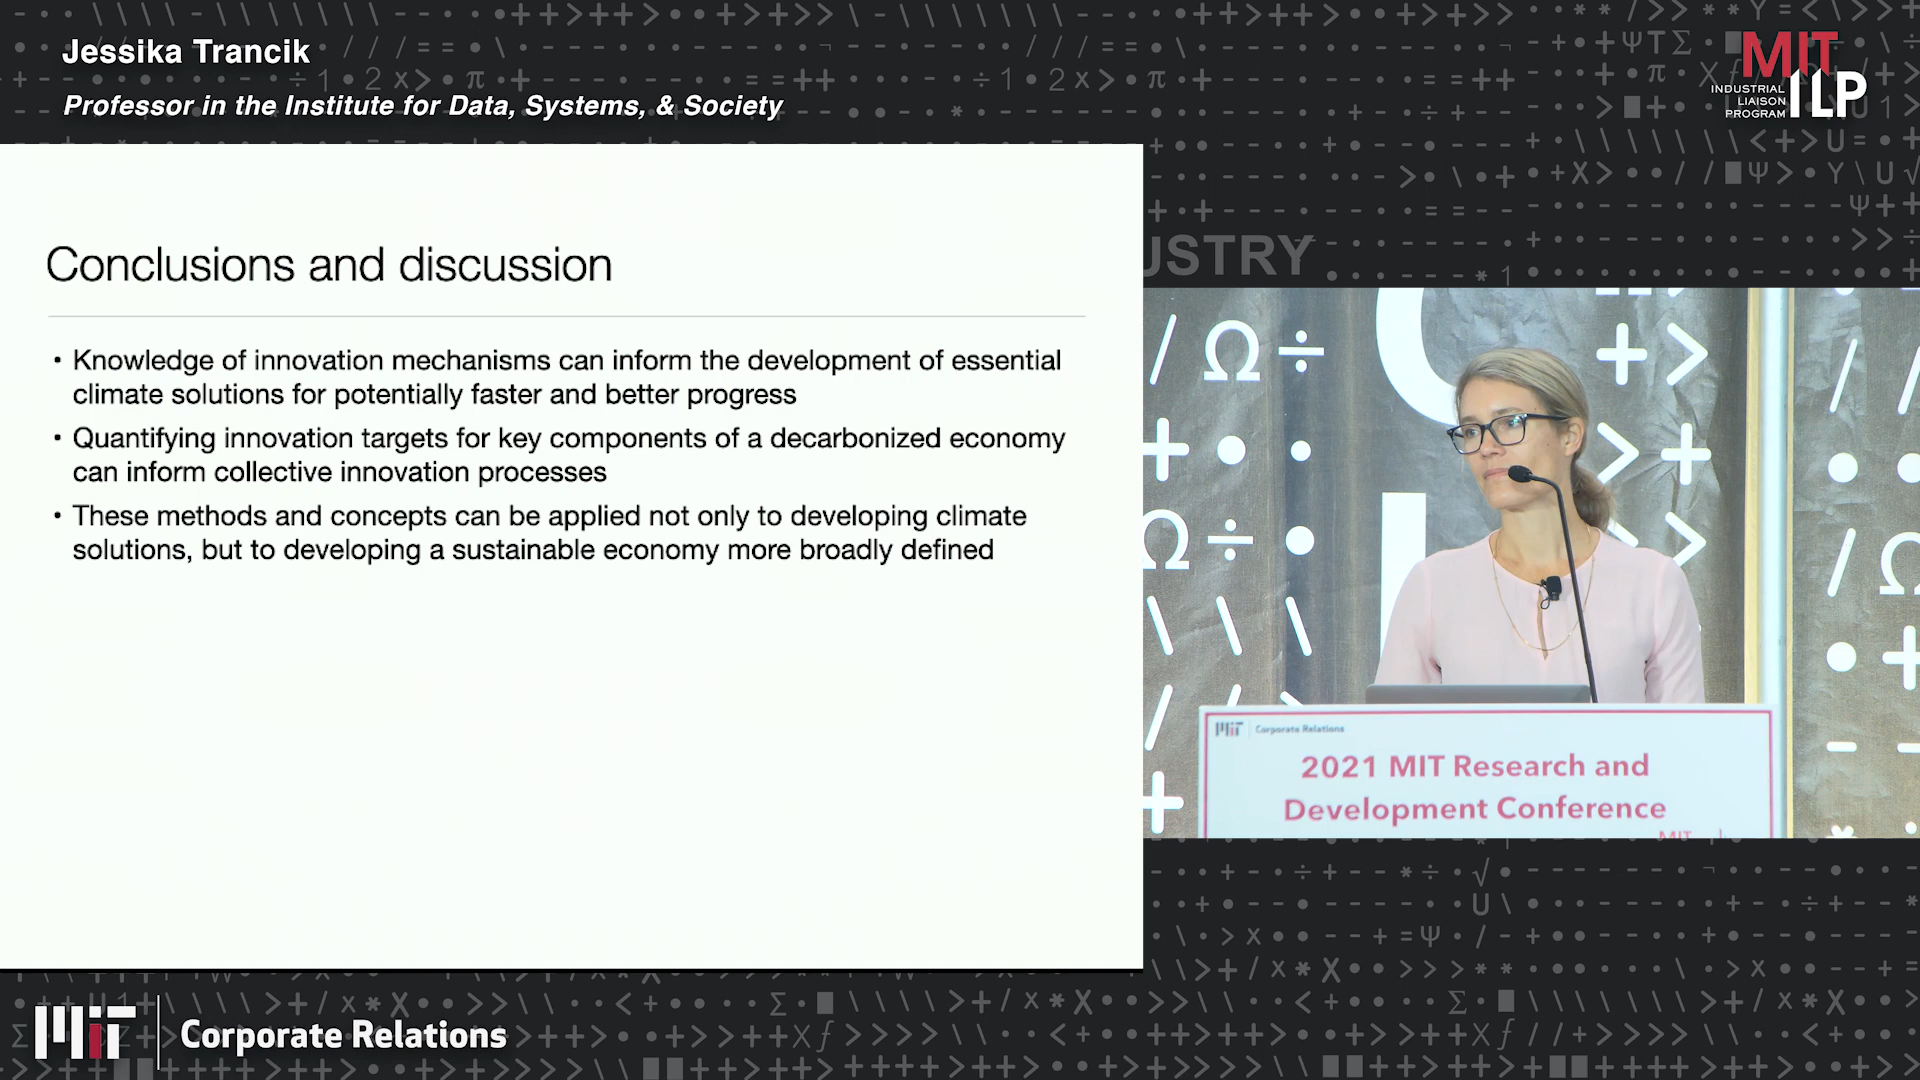 Jessika Trancik
Professor in the Institute for Data, Systems, & Society
MIT
INDUSTRIAL
LIAISON
PROGRAM
ILP
USTRY
Conclusions and discussion
• Knowledge of innovation mechanisms can inform the development of essential
climate solutions for potentially faster and better progress
• Quantifying innovation targets for key components of a decarbonized economy
can inform collective innovation processes
• These methods and concepts can be applied not only to developing climate
solutions, but to developing a sustainable economy more broadly defined
MIT Corporate Relations
2021 MIT Research and
Development Conference
MIT
MIT Corporate Relations